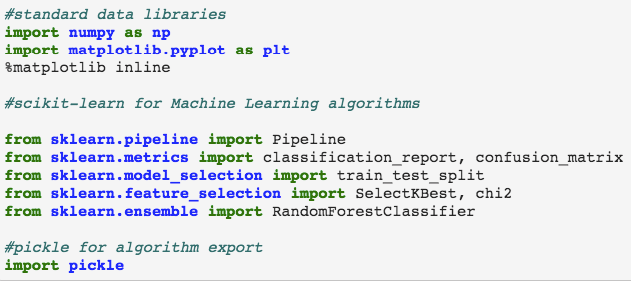 #standard data libraries
import numpy as np
import matplotlib.pyplot as plt
%matplotlib inline
#scikit-learn for Machine Learning algorithms
from sklearn.pipeline import Pipeline
from sklearn.metrics import classification_report, confusion_matrix
from sklearn.model_selection import train_test_split
from sklearn.feature_selection import SelectKBest, chi2
from sklearn.ensemble import RandomForestClassifier
#pickle for algorithm export
import pickle